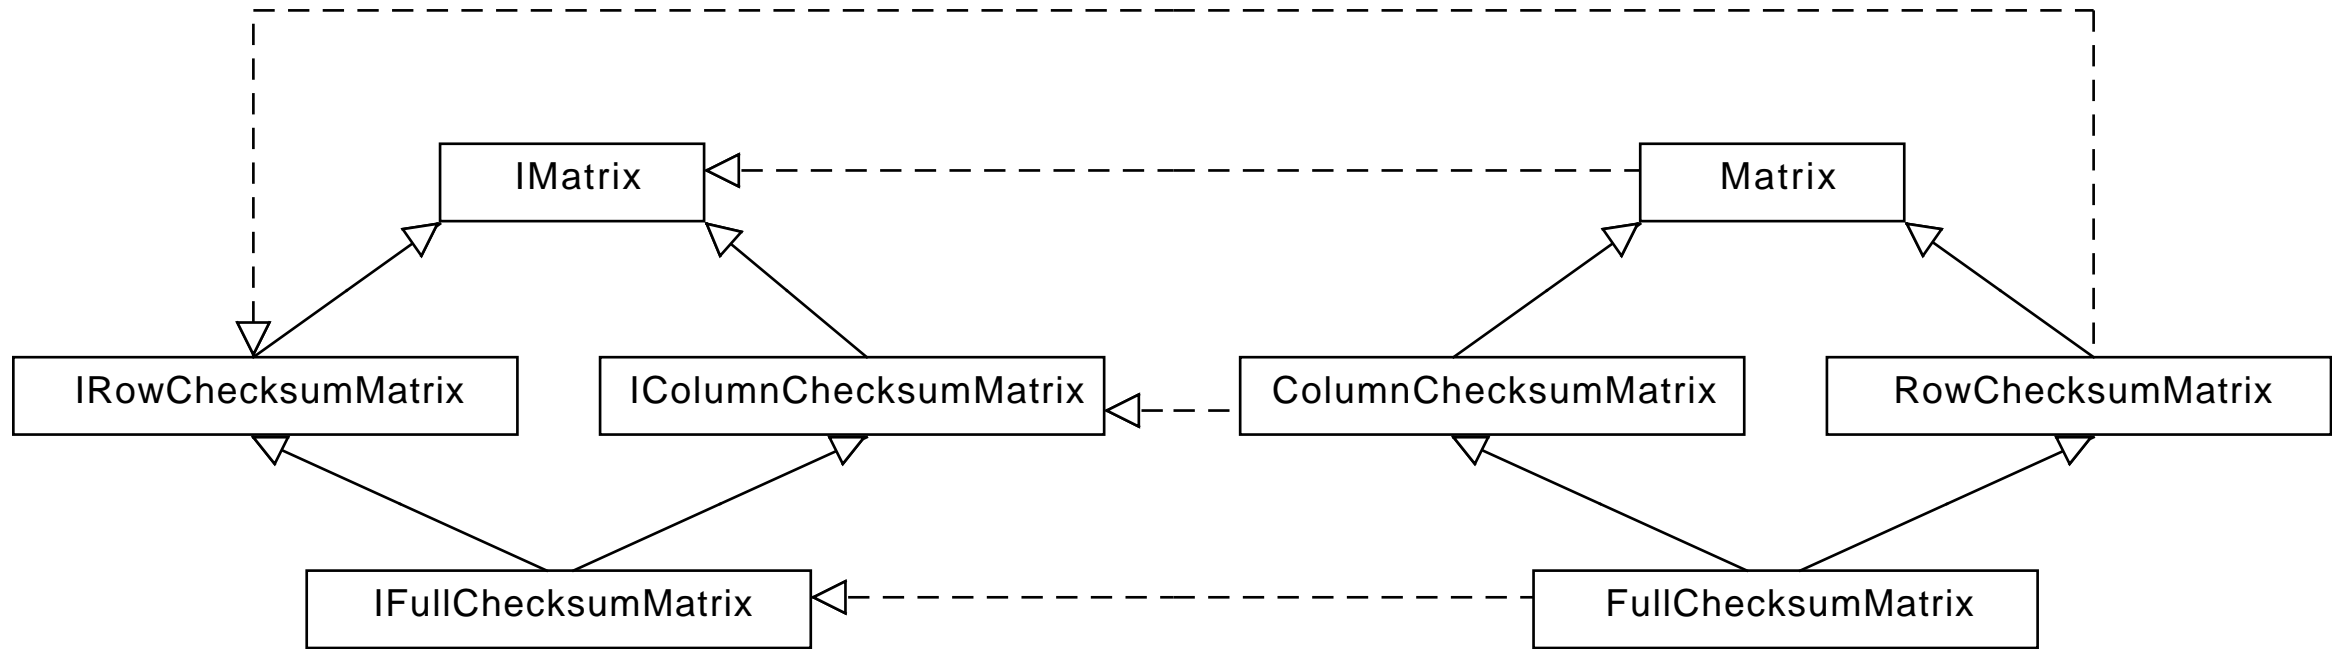 IMatrix
Matrix
IRowChecksumMatrix
IColumnChecksumMatrix
ColumnChecksumMatrix
RowChecksumMatrix
IFullChecksumMatrix
FullChecksumMatrix